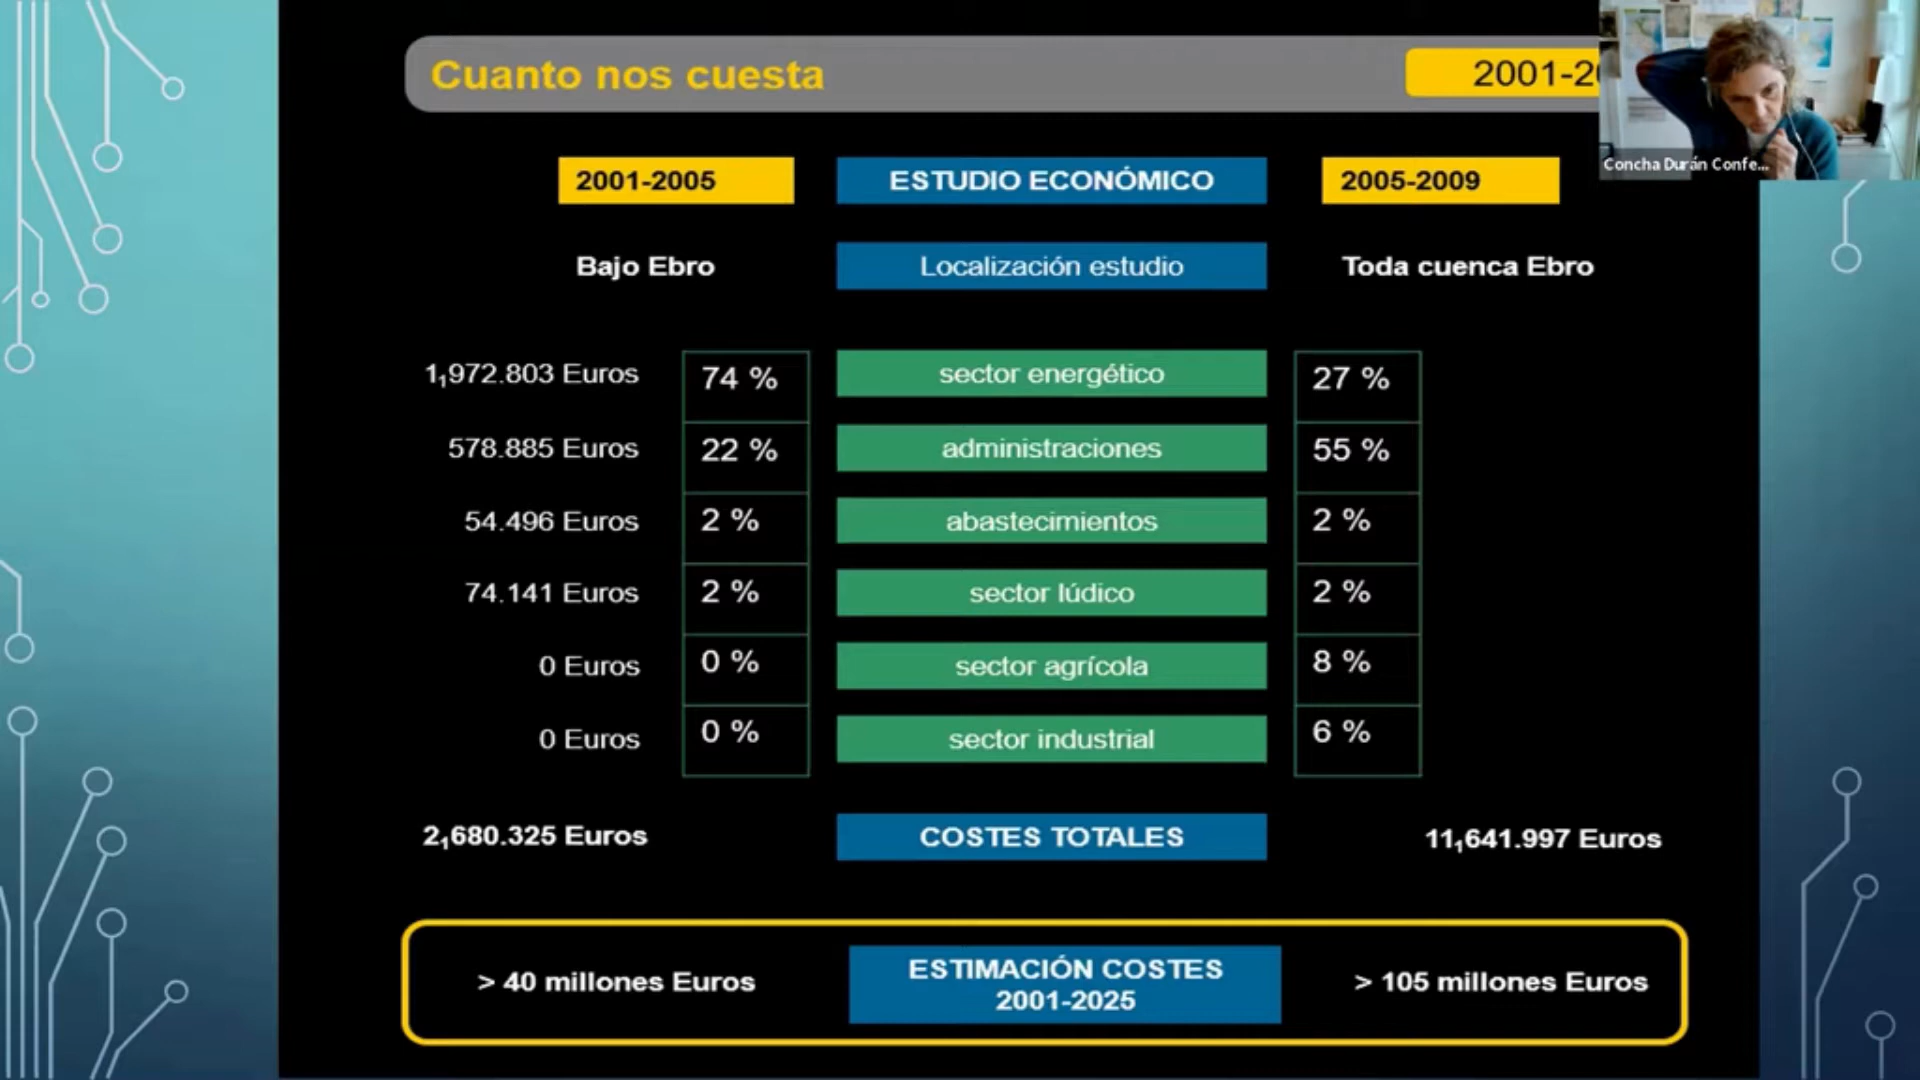 Cuanto nos cuesta
2001-20
Concha Durán Confe...
2001-2005
ESTUDIO ECONÓMICO
2005-2009
Bajo Ebro
Localización estudio
Toda cuenca Ebro
1,972.803 Euros
74 %
sector energético
27 %
578.885 Euros
22 %
administraciones
55 %
54.496 Euros
2 %
abastecimientos
2 %
74.141 Euros
2 %
sector lúdico
2 %
0 Euros
0 %
sector agrícola
8 %
0 Euros
0 %
sector industrial
6 %
2,680.325 Euros
COSTES TOTALES
11,641.997 Euros
> 40 millones Euros
ESTIMACIÓN COSTES
2001-2025
> 105 millones Euros